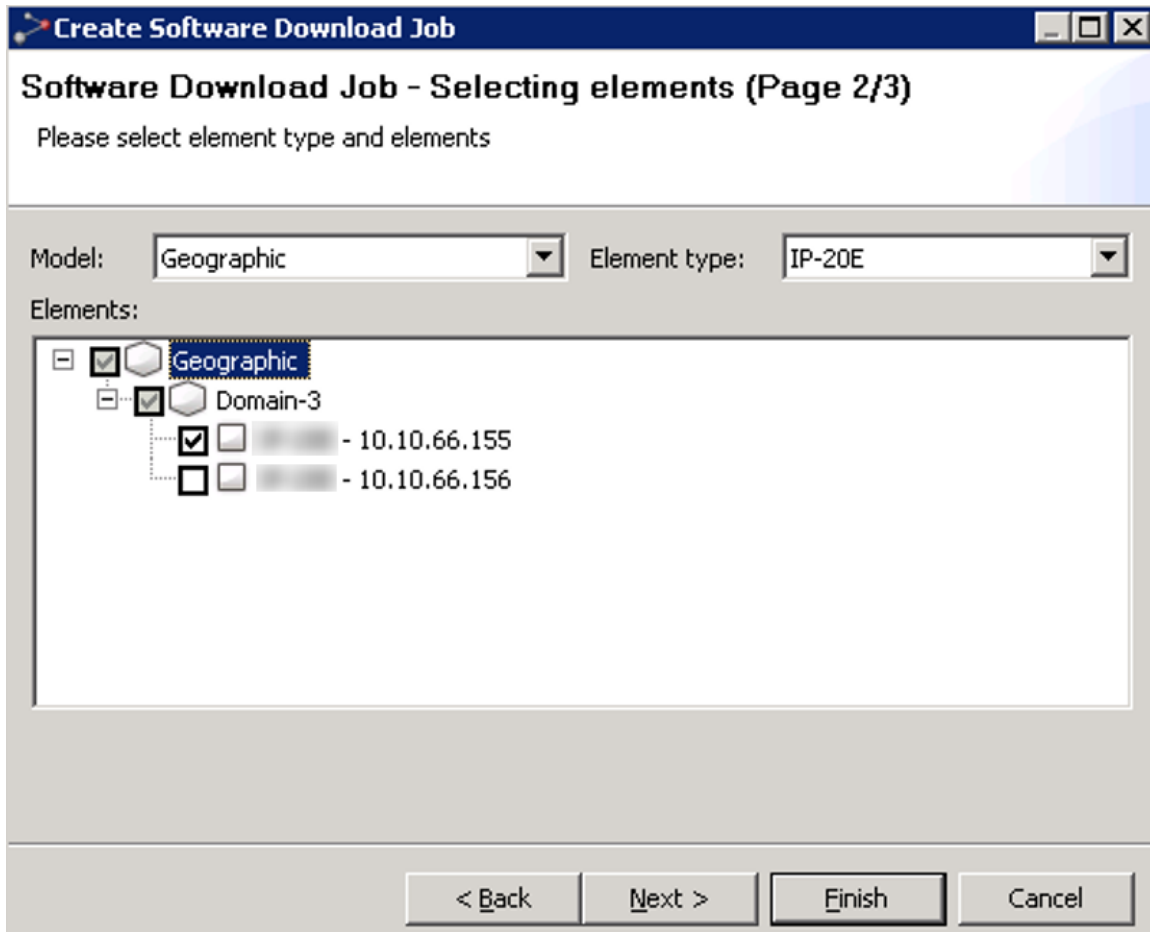 Create Software Download Job
Software Download Job - Selecting elements (Page 2/3)
Please select element type and elements
Model: Geographic Element type: IP-20E
Elements:
Geographic
Domain-3
- 10.10.66.155
- 10.10.66.156
< Back Next > Finish Cancel